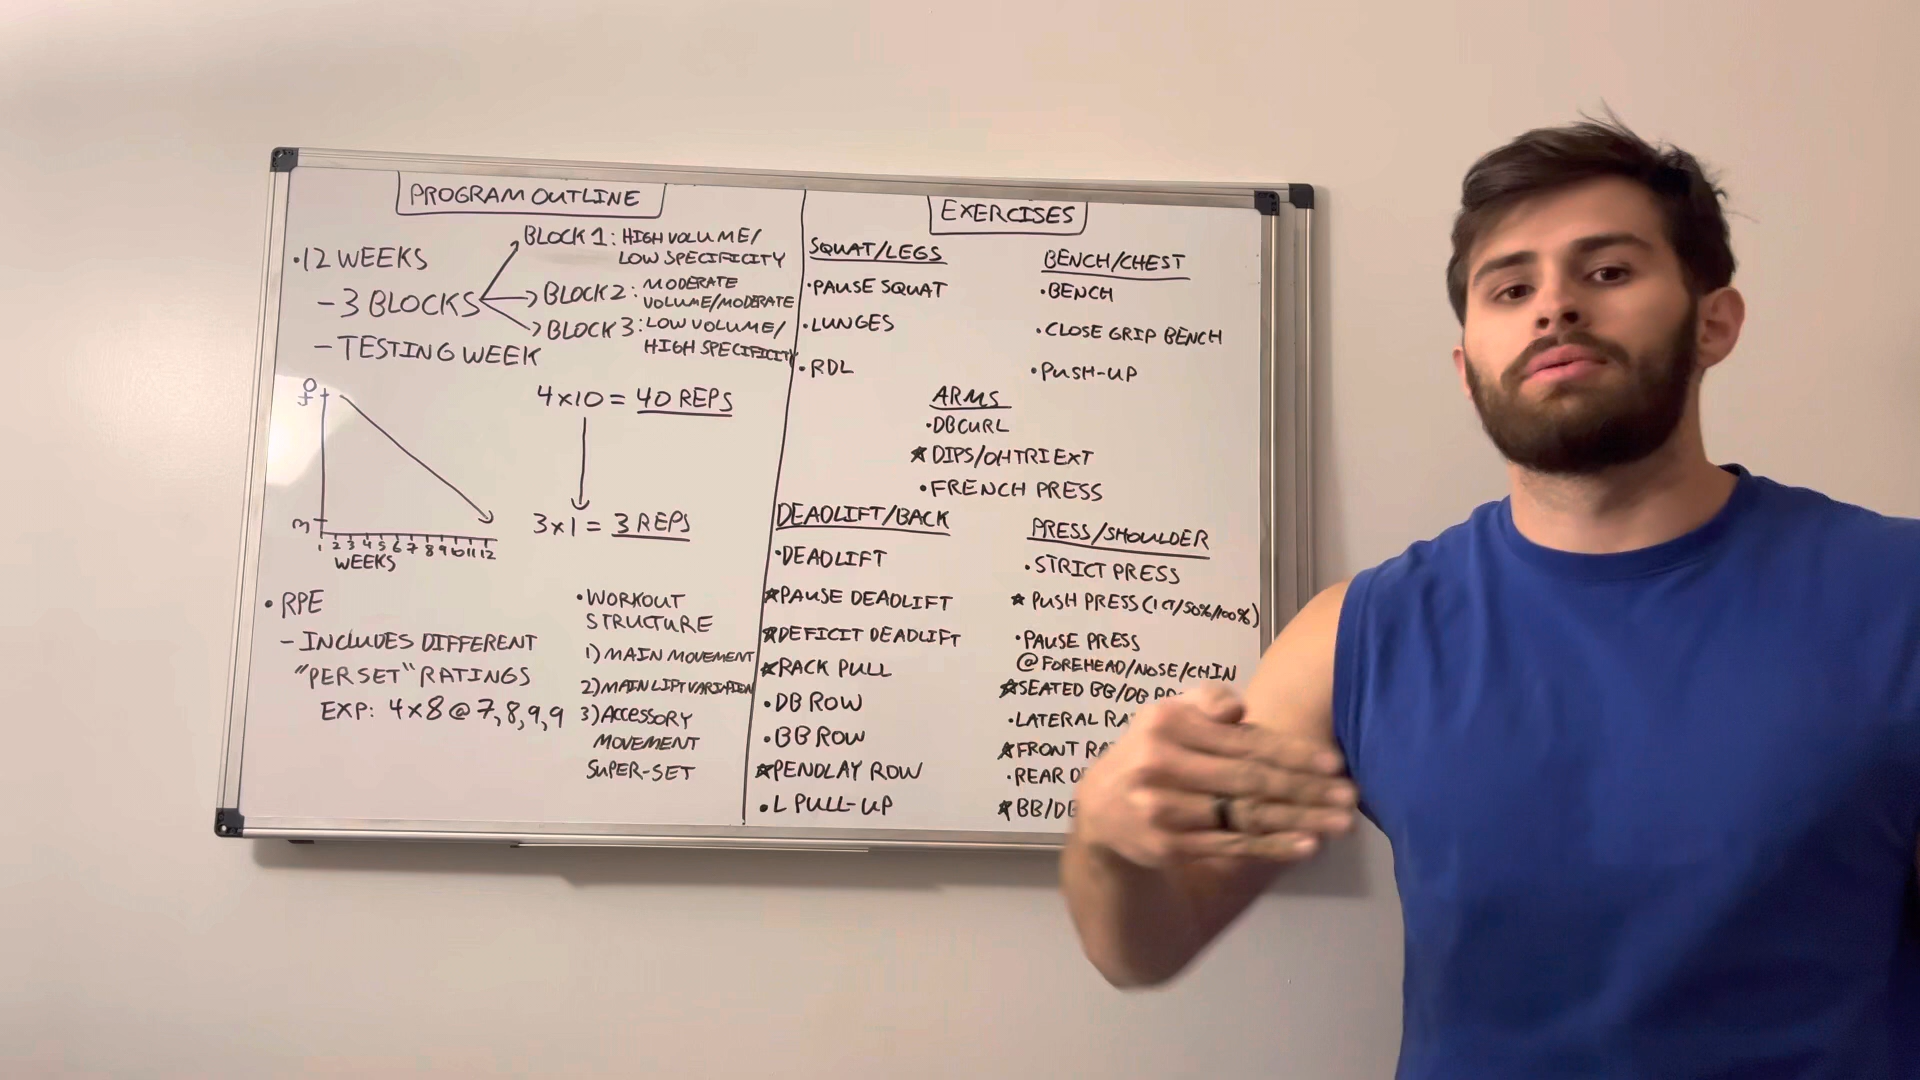 PROGRAM OUTLINE
•12 WEEKS
- 3 BLOCKS
BLOCK 1: HIGH VOLUME/
LOW SPECIFICITY
BLOCK 2: MODERATE
VOLUME/MODERATE
BLOCK 3: LOW VOLUME/
HIGH SPECIFICITY
- TESTING WEEK
40
4x10 = 40 REPS
3x1 = 3 REPS
3
1 2 3 4 5 6 7 8 9 10 11 12
WEEKS
• RPE
- INCLUDES DIFFERENT
"PER SET" RATINGS
EXP: 4x8 @ 7,8,9,9
•WORKOUT
STRUCTURE
1) MAIN MOVEMENT
2) MAIN LIFT VARIATION
3) ACCESSORY
MOVEMENT
SUPER-SET
EXERCISES
SQUAT/LEGS
•PAUSE SQUAT
•LUNGES
•RDL
BENCH/CHEST
•BENCH
•CLOSE GRIP BENCH
•PUSH-UP
ARMS
•DB CURL
★DIPS/OH TRI EXT
•FRENCH PRESS
DEADLIFT/BACK
•DEADLIFT
★PAUSE DEADLIFT
★DEFICIT DEADLIFT
★RACK PULL
•DB ROW
•BB ROW
★PENDLAY ROW
•L PULL-UP
PRESS/SHOULDER
•STRICT PRESS
★ PUSH PRESS (1CT/50%/100%)
•PAUSE PRESS
@FOREHEAD/NOSE/CHIN
★SEATED BB/DB
•LATERAL
★FRONT
•REAR
★BB/DB